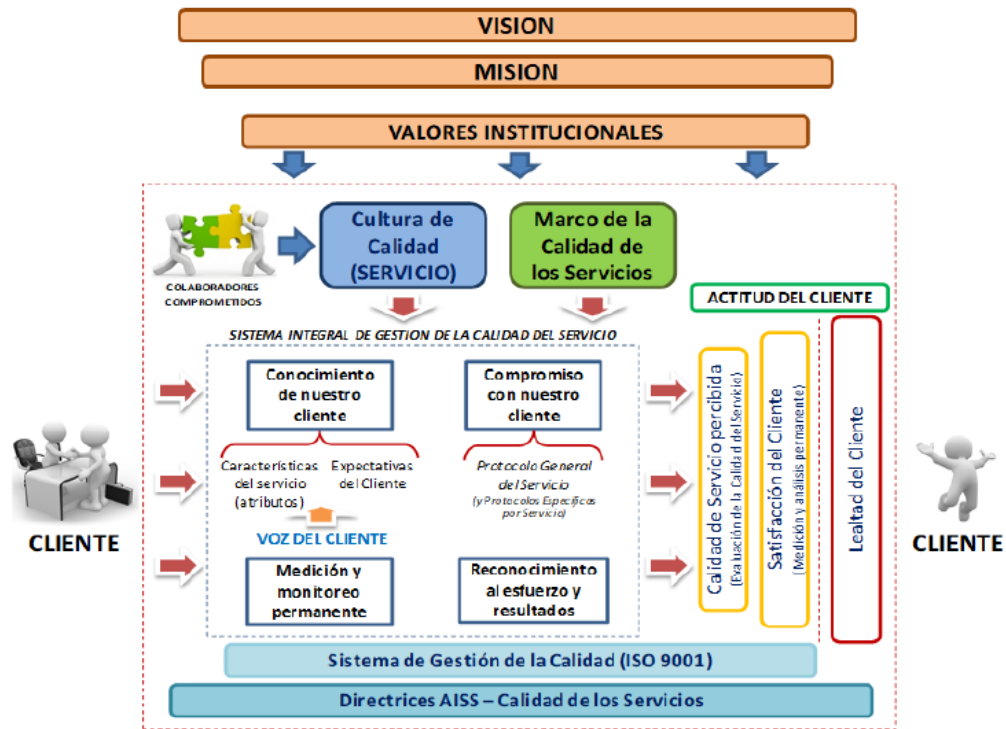 VISION
MISION
VALORES INSTITUCIONALES
COLABORADORES
COMPROMETIDOS
Cultura de
Calidad
(SERVICIO)
Marco de la
Calidad de
los Servicios
ACTITUD DEL CLIENTE
SISTEMA INTEGRAL DE GESTION DE LA CALIDAD DEL SERVICIO
Conocimiento
de nuestro
cliente
Compromiso
con nuestro
cliente
Características
del servicio
(atributos)
Expectativas
del Cliente
Protocolo General
del Servicio
(y Protocolos Específicos
por Servicio)
VOZ DEL CLIENTE
Medición y
monitoreo
permanente
Reconocimiento
al esfuerzo y
resultados
CLIENTE
Calidad de Servicio percibida
(Evaluación de la Calidad del Servicio)
Satisfacción del Cliente
(Medición y análisis permanente)
Lealtad del Cliente
CLIENTE
Sistema de Gestión de la Calidad (ISO 9001)
Directrices AISS – Calidad de los Servicios